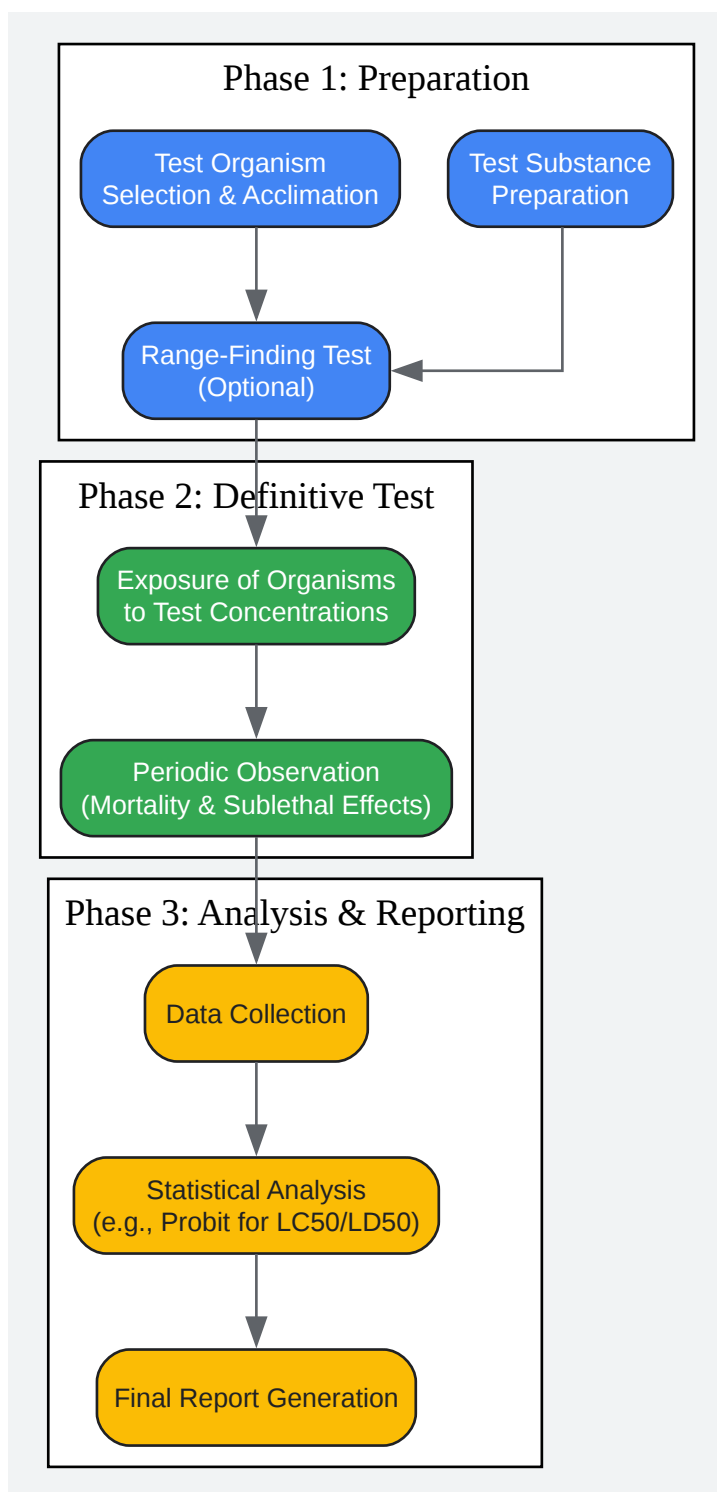 Phase 1: Preparation
Test Organism
Selection & Acclimation
Test Substance
Preparation
Range-Finding Test
(Optional)
Phase 2: Definitive Test
Exposure of Organisms
to Test Concentrations
Periodic Observation
(Mortality & Sublethal Effects)
Phase 3: Analysis & Reporting
Data Collection
Statistical Analysis
(e.g., Probit for LC50/LD50)
Final Report Generation